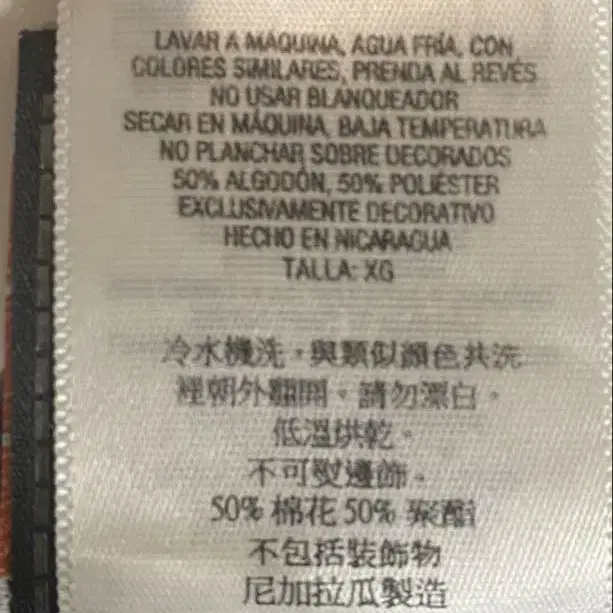 LAVAR A MAQUINA, AGUA FRÍA, CON
COLORES SIMILARES, PRENDA AL REVÉS
NO USAR BLANQUEADOR
SECAR EN MÁQUINA, BAJA TEMPERATURA
NO PLANCHAR SOBRE DECORADOS
50% ALGODÓN, 50% POLIÉSTER
EXCLUSIVAMENTE DECORATIVO
HECHO EN NICARAGUA
TALLA: XG
冷水機洗，與類似顏色共洗
裡朝外翻開。請勿漂白。
低溫烘乾。
不可熨邊飾。
50% 棉花 50% 聚酯
不包括裝飾物
尼加拉瓜製造